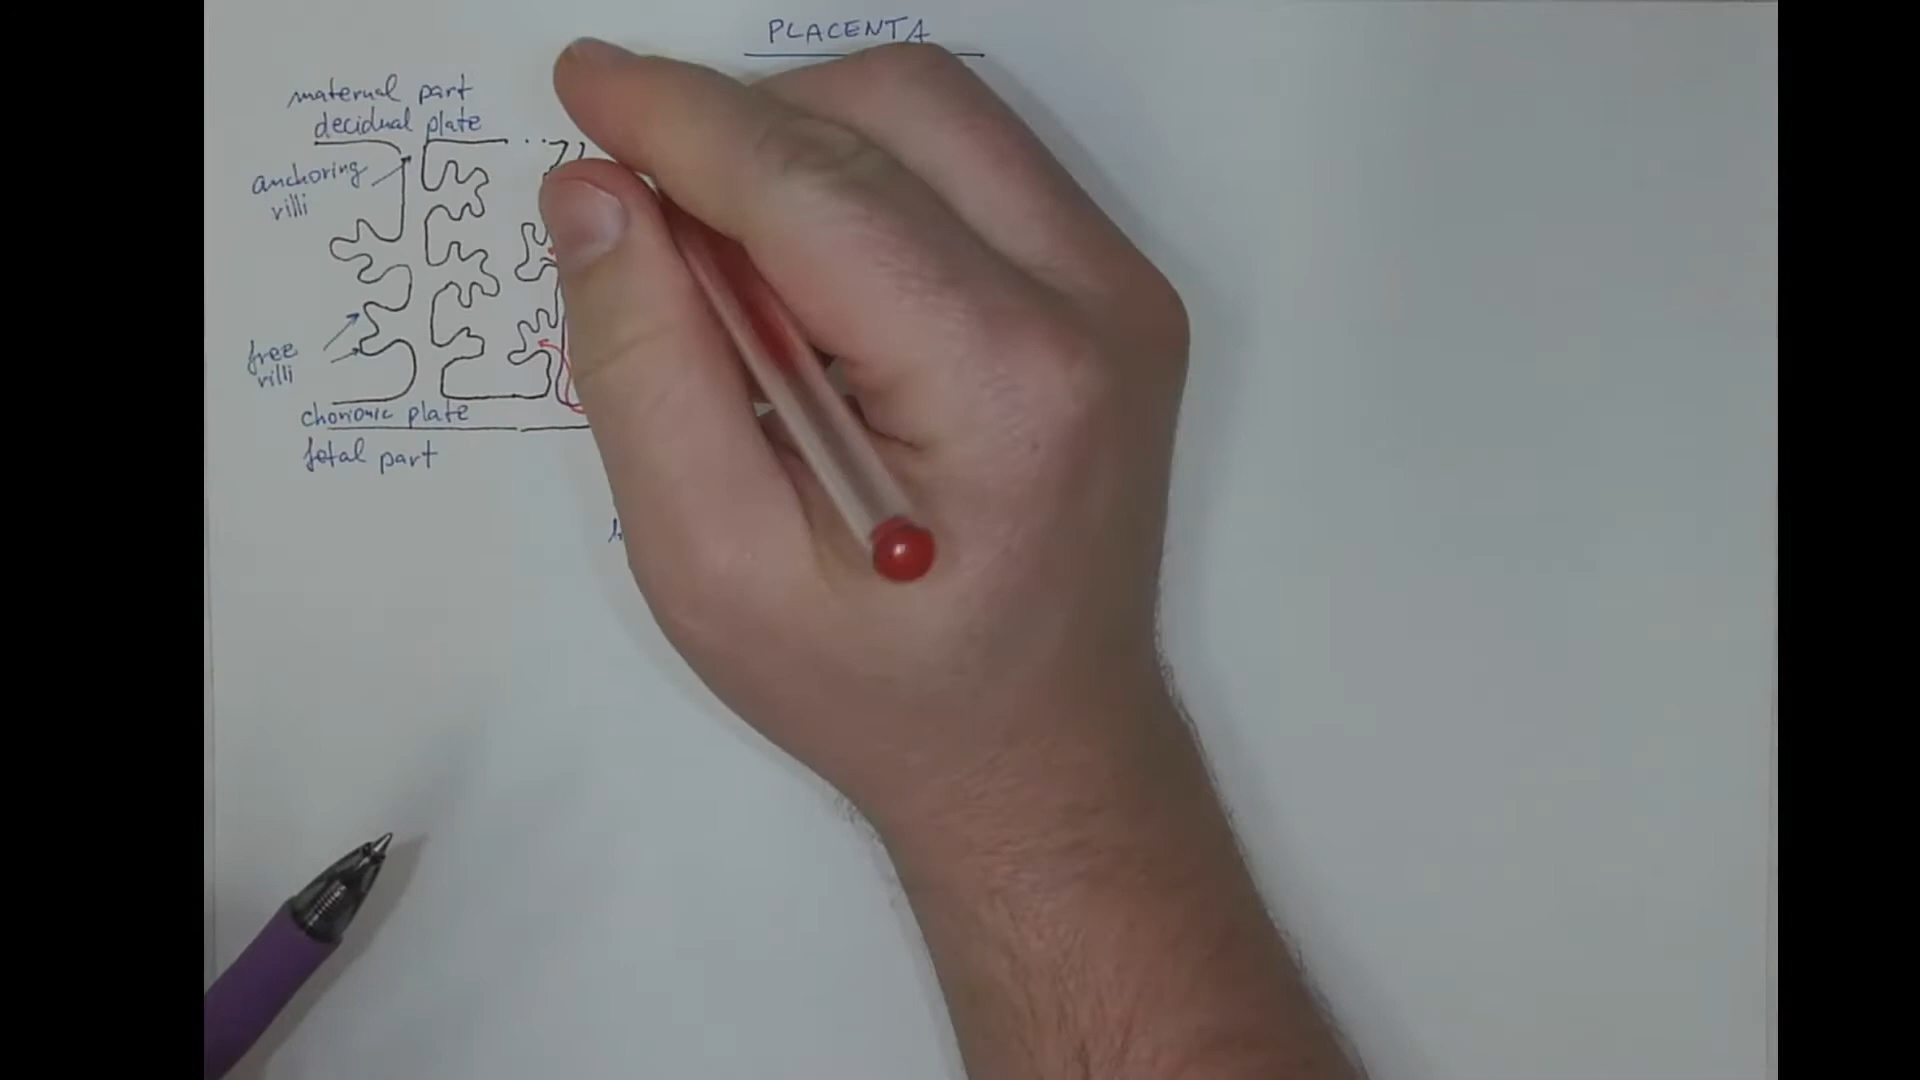 PLACENTA
maternal part
decidual plate
anchoring
villi
free
villi
chorionic plate
fetal part